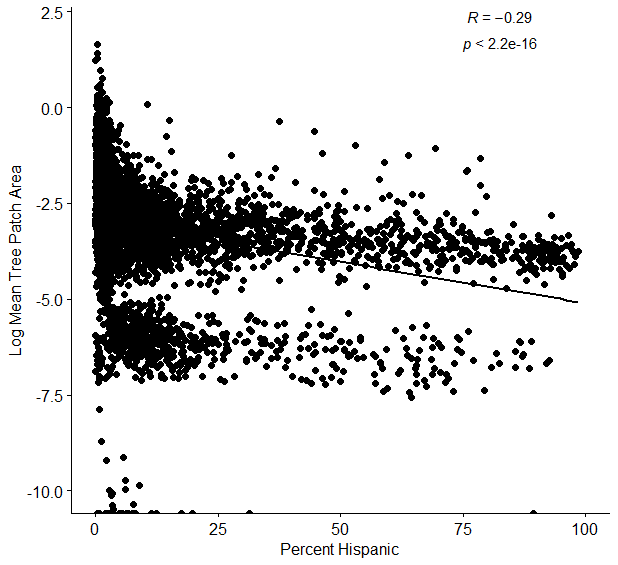 R = −0.29
p < 2.2e-16
2.5
0.0
-2.5
-5.0
-7.5
-10.0
Log Mean Tree Patch Area
0 25 50 75 100
Percent Hispanic